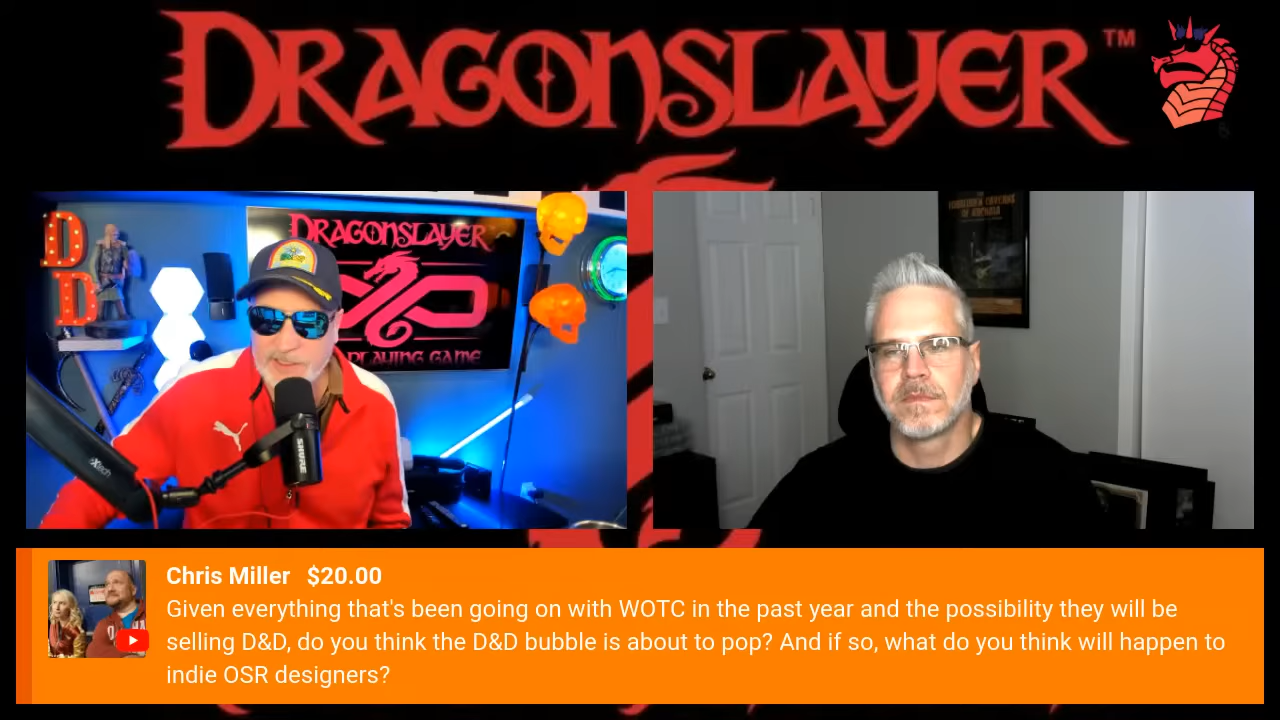 DRAGONSLAYER™
D
D
DRAGONSLAYER
PLAYING GAME
SHURE
Chris Miller $20.00
Given everything that's been going on with WOTC in the past year and the possibility they will be
selling D&D, do you think the D&D bubble is about to pop? And if so, what do you think will happen to
indie OSR designers?